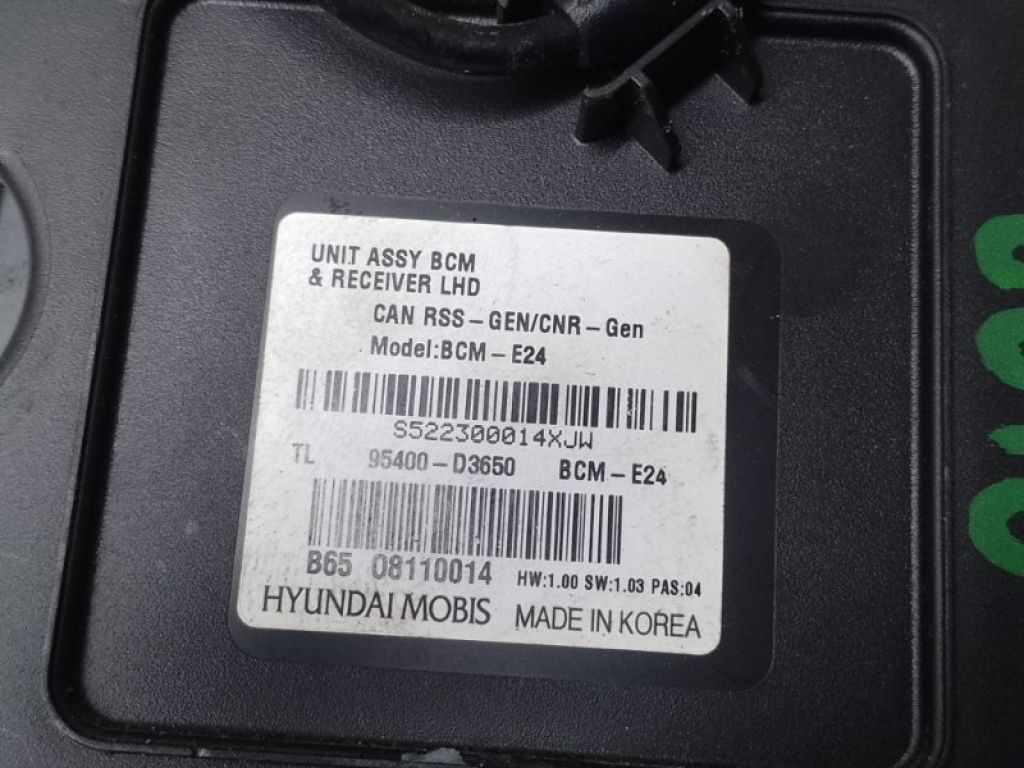 UNIT ASSY BCM
& RECEIVER LHD
CAN RSS-GEN/CNR-Gen
Model:BCM-E24
S522300014XJW
TL 95400-D3650 BCM-E24
B65 08110014 HW:1.00 SW:1.03 PAS:04
HYUNDAI MOBIS MADE IN KOREA